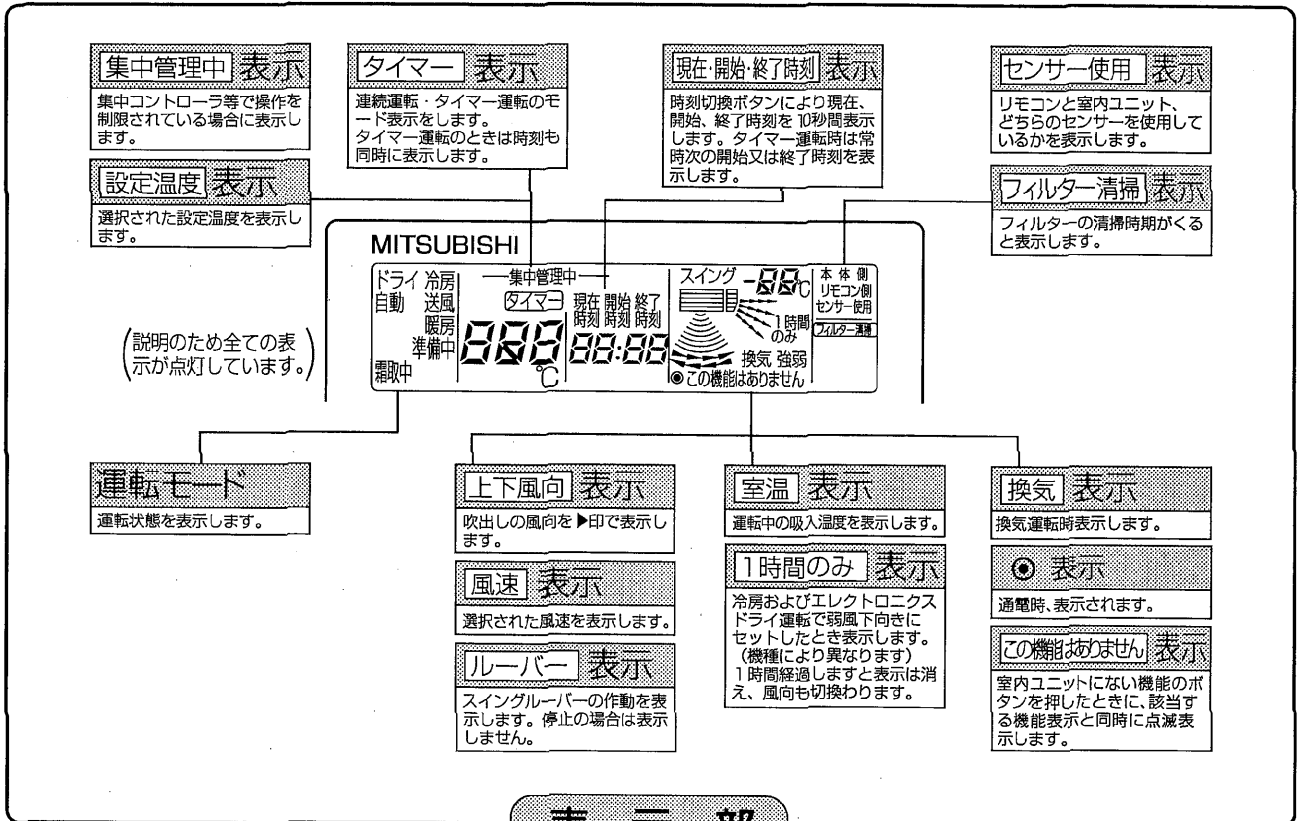 集中管理中 表示
集中コントローラ等で操作を
制限されている場合に表示し
ます。
設定温度 表示
選択された設定温度を表示し
ます。
タイマー 表示
連続運転・タイマー運転のモ
ード表示をします。
タイマー運転のときは時刻も
同時に表示します。
現在・開始・終了時刻 表示
時刻切換ボタンにより現在、
開始、終了時刻を10秒間表示
します。タイマー運転時は常
時次の開始又は終了時刻を表
示します。
センサー使用 表示
リモコンと室内ユニット、
どちらのセンサーを使用して
いるかを表示します。
フィルター清掃 表示
フィルターの清掃時期がくる
と表示します。
(説明のため全ての表
示が点灯しています。)
MITSUBISHI
ドライ 冷房
自動 送風
暖房
準備中
霜取中
集中管理中
タイマー
888
℃
現在 開始 終了
時刻 時刻 時刻
88:88
スイング -88℃
1時間
のみ
換気 強弱
◉この機能はありません
本体側
リモコン側
センサー使用
フィルター清掃
運転モード
運転状態を表示します。
上下風向 表示
吹出しの風向を▶印で表示し
ます。
風速 表示
選択された風速を表示します。
ルーバー 表示
スイングルーバーの作動を表
示します。停止の場合は表示
しません。
室温 表示
運転中の吸入温度を表示します。
1時間のみ 表示
冷房およびエレクトロニクス
ドライ運転で弱風下向きに
セットしたとき表示します。
(機種により異なります)
1時間経過しますと表示は消
え、風向も切換わります。
換気 表示
換気運転時表示します。
◉ 表示
通電時、表示されます。
この機能はありません 表示
室内ユニットにない機能のボ
タンを押したときに、該当す
る機能表示と同時に点滅表
示します。
表示部